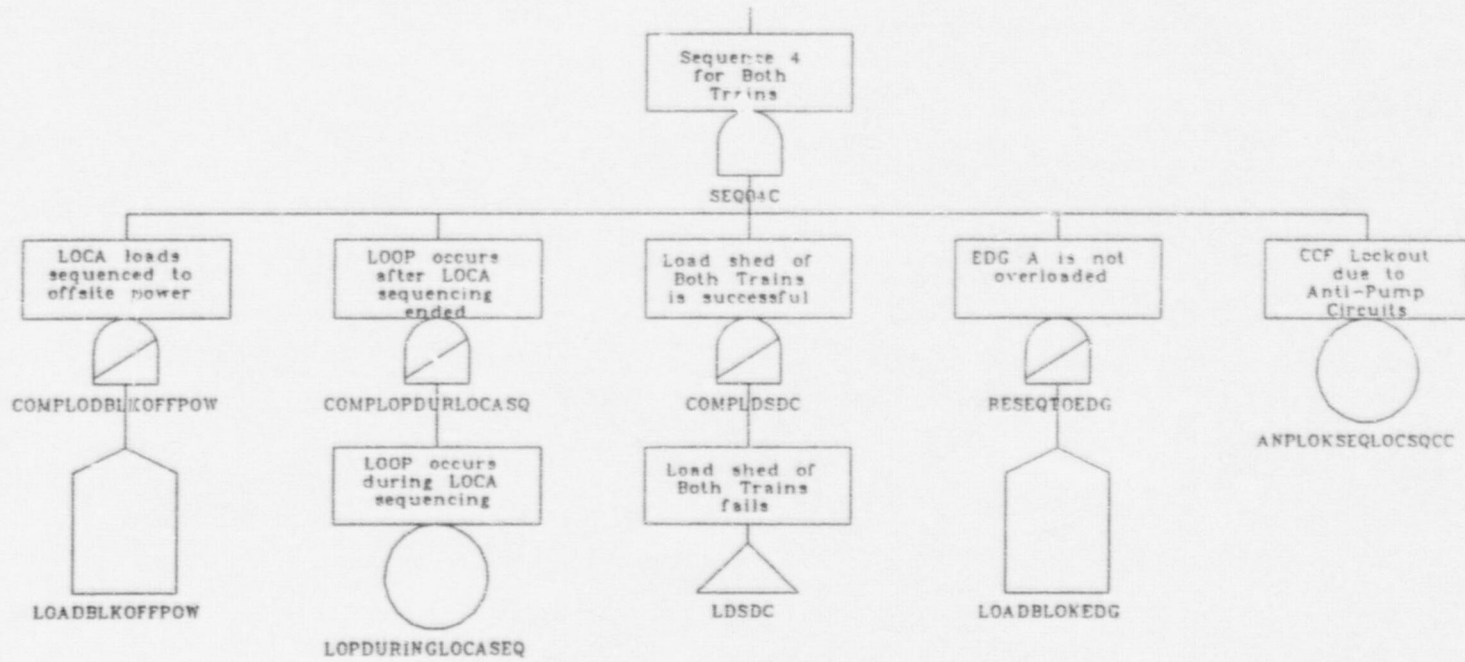 Sequence 4
for Both
Trains
SEQ04C
LOCA loads
sequenced to
offsite power
COMPLODBLKOFFPOW
LOADBLKOFFPOW
LOOP occurs
after LOCA
sequencing
ended
COMPLOPDURLOCASQ
LOOP occurs
during LOCA
sequencing
LOPDURINGLOCASEQ
Load shed of
Both Trains
is successful
COMPLDSDC
Load shed of
Both Trains
fails
LDSDC
EDG A is not
overloaded
RESEQTOEDG
LOADBLOKEDG
CCF Lockout
due to
Anti-Pump
Circuits
ANPLOKSEQLOCSQCC